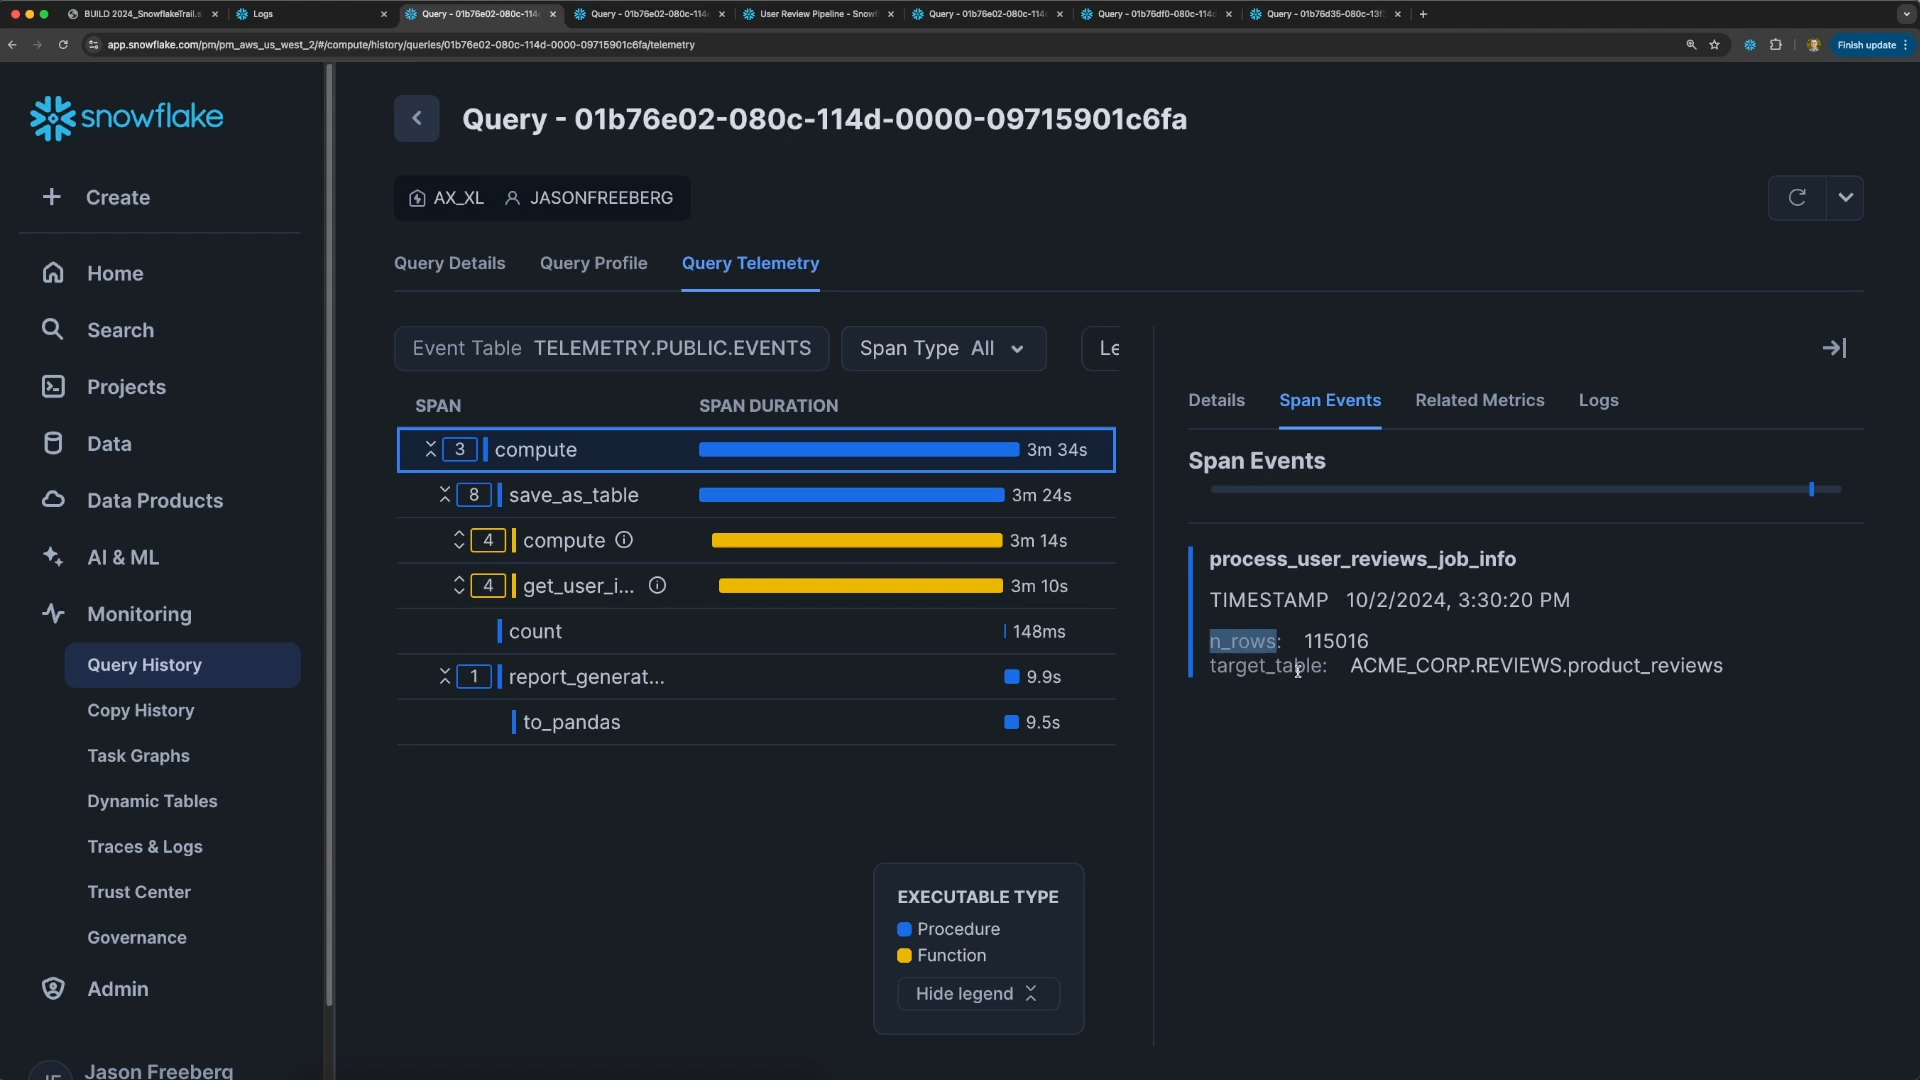 BUILD 2024_SnowflakeTrail.s
Logs
Query - 01b76e02-080c-114
Query - 01b76e02-080c-114
User Review Pipeline - Snowf
Query - 01b76e02-080c-114
Query - 01b76df0-080c-114
Query - 01b76d35-080c-13f
app.snowflake.com/pm/pm_aws_us_west_2/#/compute/history/queries/01b76e02-080c-114d-0000-09715901c6fa/telemetry
Finish update
snowflake
Create
Home
Search
Projects
Data
Data Products
AI & ML
Monitoring
Query History
Copy History
Task Graphs
Dynamic Tables
Traces & Logs
Trust Center
Governance
Admin
Jason Freeberg
Query - 01b76e02-080c-114d-0000-09715901c6fa
AX_XL JASONFREEBERG
Query Details Query Profile Query Telemetry
Event Table TELEMETRY.PUBLIC.EVENTS Span Type All Le
SPAN SPAN DURATION
3 compute 3m 34s
8 save_as_table 3m 24s
4 compute 3m 14s
4 get_user_i... 3m 10s
count 148ms
1 report_generat... 9.9s
to_pandas 9.5s
EXECUTABLE TYPE
Procedure
Function
Hide legend
Details Span Events Related Metrics Logs
Span Events
process_user_reviews_job_info
TIMESTAMP 10/2/2024, 3:30:20 PM
n_rows: 115016
target_table: ACME_CORP.REVIEWS.product_reviews